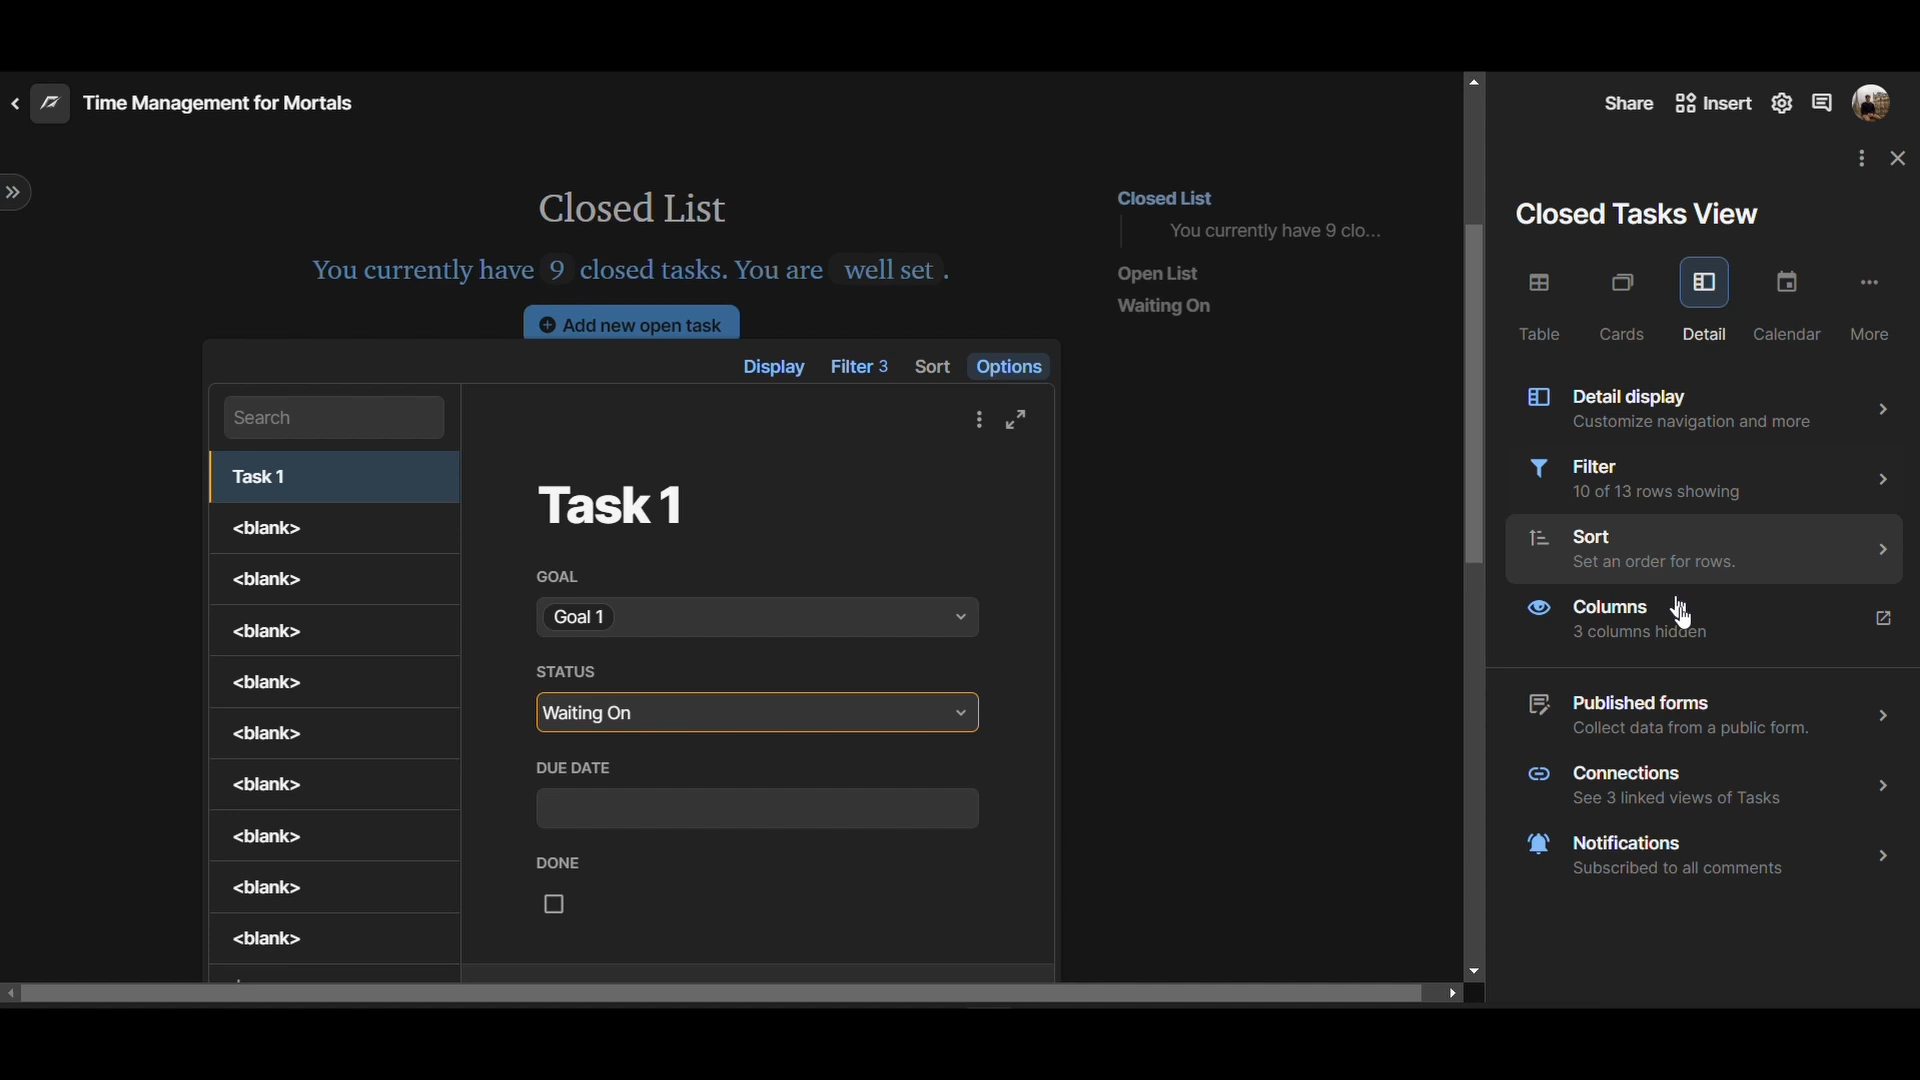 Time Management for Mortals
Share
Insert
Closed List
You currently have 9 closed tasks. You are well set .
Add new open task
Closed List
You currently have 9 clo...
Open List
Waiting On
Display
Filter 3
Sort
Options
Search
Task 1
<blank>
<blank>
<blank>
<blank>
<blank>
<blank>
<blank>
<blank>
<blank>
Task 1
GOAL
Goal 1
STATUS
Waiting On
DUE DATE
DONE
Closed Tasks View
Table
Cards
Detail
Calendar
More
Detail display
Customize navigation and more
Filter
10 of 13 rows showing
Sort
Set an order for rows.
Columns
3 columns hidden
Published forms
Collect data from a public form.
Connections
See 3 linked views of Tasks
Notifications
Subscribed to all comments